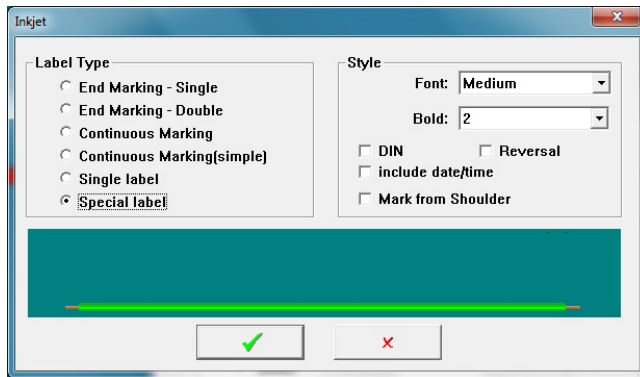 Inkjet
Label Type
End Marking - Single
End Marking - Double
Continuous Marking
Continuous Marking(simple)
Single label
Special label
Style
Font: Medium
Bold: 2
DIN Reversal
include date/time
Mark from Shoulder